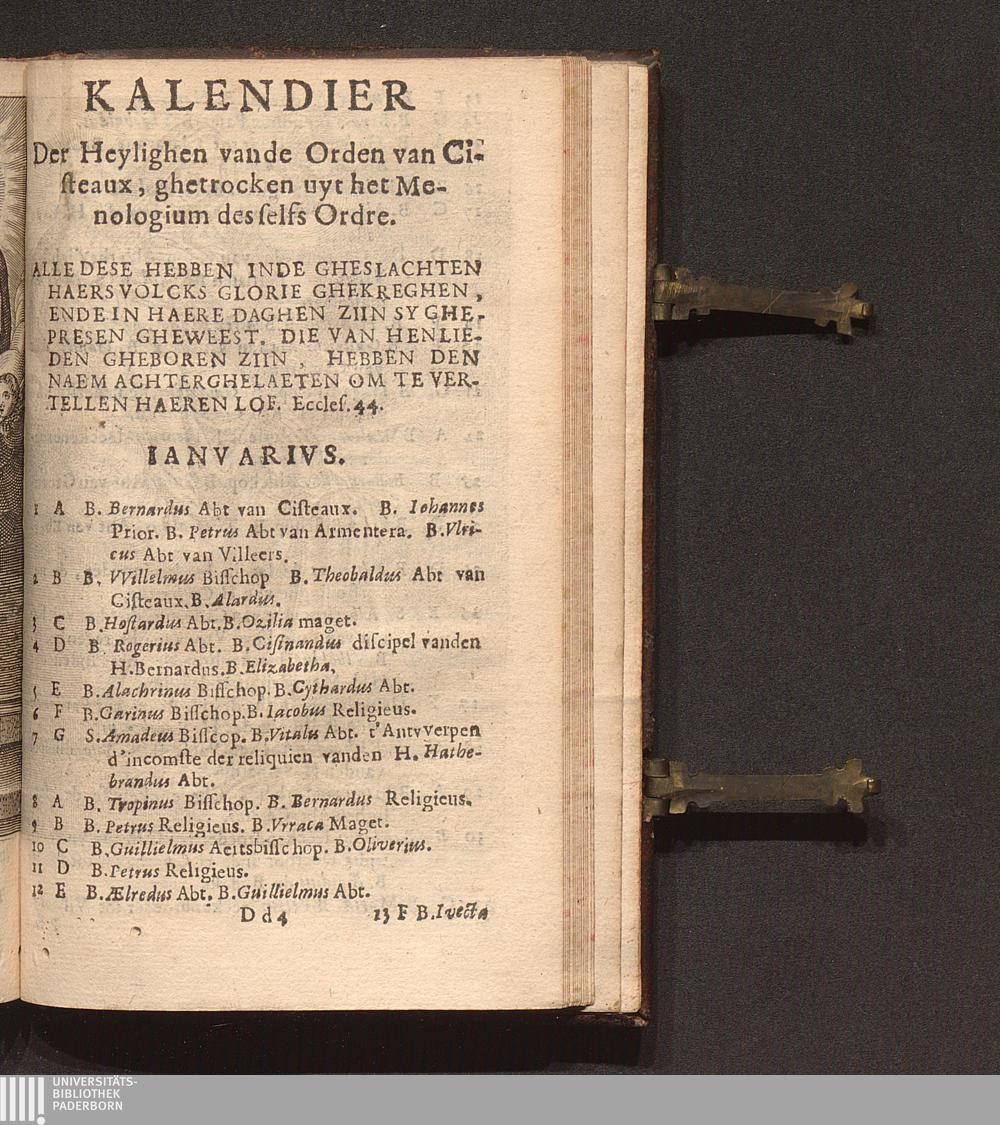 KALENDIER
Der Heylighen vande Orden van Ci-
ſteaux, ghetrocken uyt het Me-
nologium des ſelfs Ordre.
ALLE DESE HEBBEN INDE GHESLACHTEN
HAERS VOLCKS GLORIE GHEKREGHEN,
ENDE IN HAERE DAGHEN ZIIN SY GHE-
PRESEN GHEWEEST. DIE VAN HENLIE-
DEN GHEBOREN ZIIN, HEBBEN DEN
NAEM ACHTERGHELAETEN OM TE VER-
TELLEN HAEREN LOF. Eccleſ. 44.
IANVARIVS.
1 A B. Bernardus Abt van Ciſteaux. B. Iohannes
Prior. B. Petrus Abt van Armentera. B. Vlri-
cus Abt van Villeers.
2 B B. VVillelmus Biſſchop B. Theobaldus Abt van
Ciſteaux. B. Alardus.
3 C B. Hoſtardus Abt. B. Ozilia maget.
4 D B. Rogerius Abt. B. Ciſtnandus diſcipel vanden
H. Bernardus. B. Elizabetha.
5 E B. Alachrinus Biſſchop. B. Cythardus Abt.
6 F B. Garinus Biſſchop. B. Iacobus Religieus.
7 G S. Amadeus Biſſcop. B. Vitalis Abt. t'Antvverpen
d'incomſte der reliquien vanden H. Hathe-
brandus Abt.
8 A B. Tropinus Biſſchop. B. Bernardus Religieus.
9 B B. Petrus Religieus. B. Vrraca Maget.
10 C B. Guillielmus Aertsbiſſchop. B. Oliverius.
11 D B. Petrus Religieus.
12 E B. Ælredus Abt. B. Guillielmus Abt.
D d 4 13 F B. Ivecta
UNIVERSITÄTS-
BIBLIOTHEK
PADERBORN